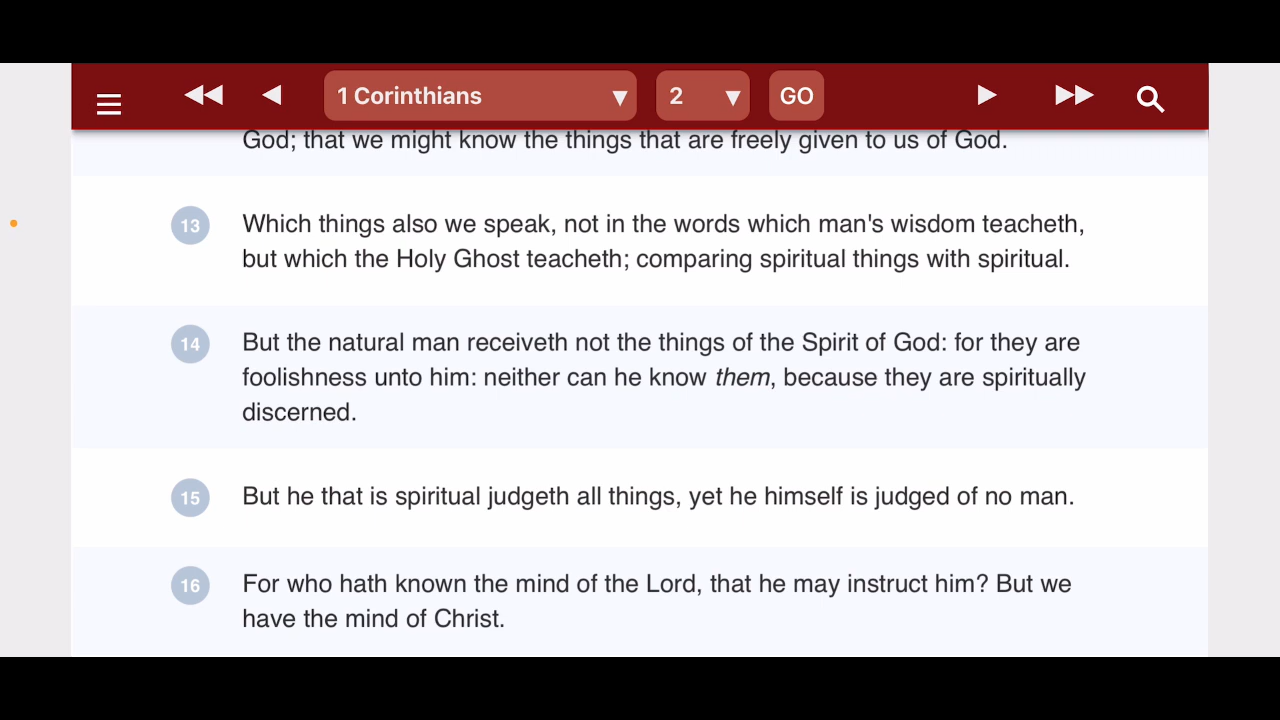 1 Corinthians 2 GO
God; that we might know the things that are freely given to us of God.
13 Which things also we speak, not in the words which man's wisdom teacheth,
but which the Holy Ghost teacheth; comparing spiritual things with spiritual.
14 But the natural man receiveth not the things of the Spirit of God: for they are
foolishness unto him: neither can he know them, because they are spiritually
discerned.
15 But he that is spiritual judgeth all things, yet he himself is judged of no man.
16 For who hath known the mind of the Lord, that he may instruct him? But we
have the mind of Christ.